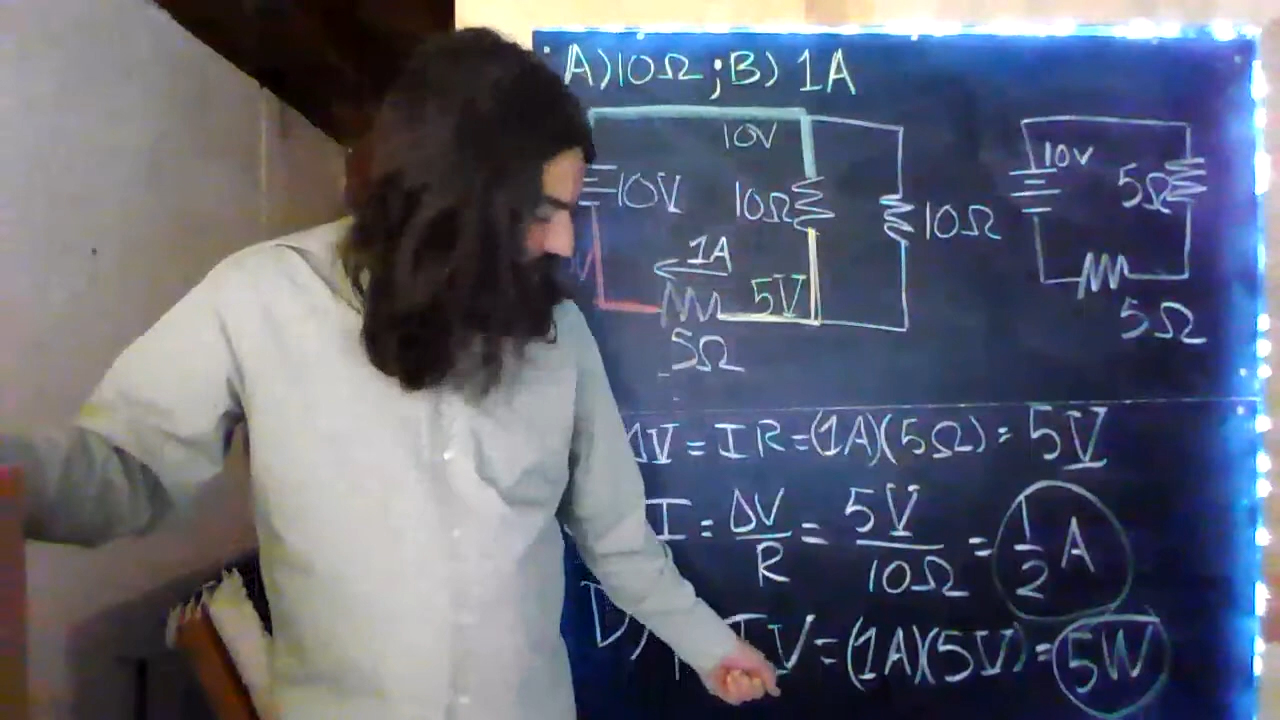 A) 10Ω ; B) 1A
10V
10V 10Ω 10Ω
1A
5V
5Ω
10V 5Ω
5Ω
ΔV = IR = (1A)(5Ω) = 5V
I = ΔV/R = 5V/10Ω = 1/2 A
D) IV = (1A)(5V) = 5W